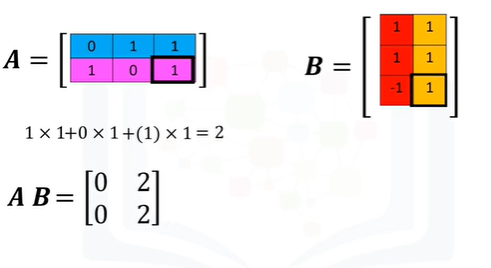 A = [ 0 1 1
1 0 1 ]
B = [ 1 1
1 1
-1 1 ]
1 × 1+0 × 1+(1) × 1 = 2
A B = [ 0 2
0 2 ]